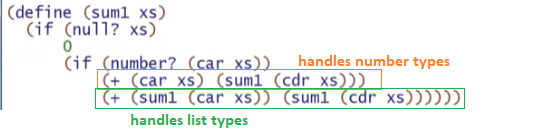 (define (sum1 xs)
(if (null? xs)
0
(if (number? (car xs)) handles number types
(+ (car xs) (sum1 (cdr xs)))
(+ (sum1 (car xs)) (sum1 (cdr xs))))))
handles list types